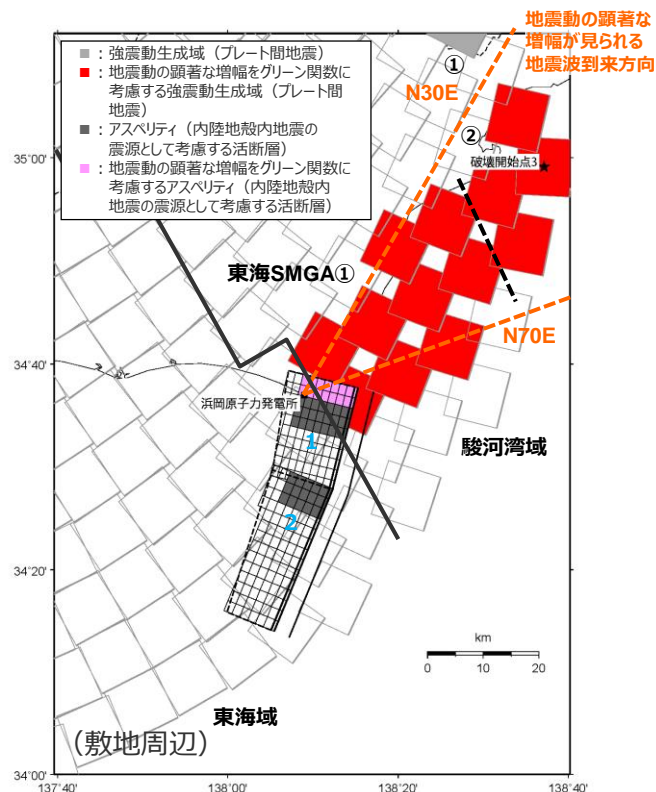 地震動の顕著な
増幅が見られる
地震波到来方向
■：強震動生成域（プレート間地震）
■：地震動の顕著な増幅をグリーン関数に
考慮する強震動生成域（プレート間
地震）
■：アスペリティ（内陸地殻内地震の
震源として考慮する活断層）
■：地震動の顕著な増幅をグリーン関数に
考慮するアスペリティ（内陸地殻内
地震の震源として考慮する活断層）
①
N30E
②
破壊開始点3
★
東海SMGA①
N70E
浜岡原子力発電所
駿河湾域
1
2
km
0 10 20
東海域
（敷地周辺）
35°00'
34°40'
34°20'
34°00'
137°40'
138°00'
138°20'
138°40'